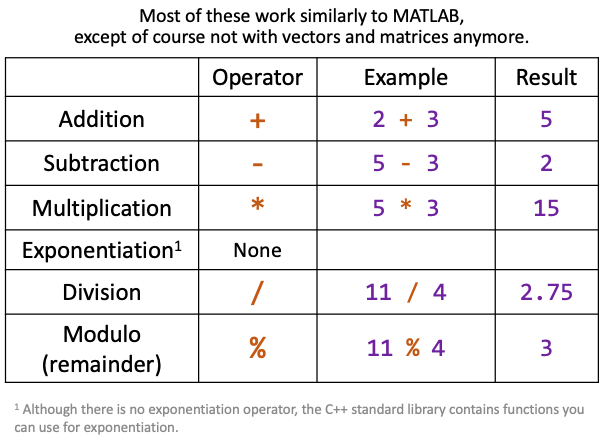 Most of these work similarly to MATLAB,
except of course not with vectors and matrices anymore.
Operator Example Result
Addition + 2 + 3 5
Subtraction - 5 - 3 2
Multiplication * 5 * 3 15
Exponentiation¹ None
Division / 11 / 4 2.75
Modulo
(remainder) % 11 % 4 3
¹ Although there is no exponentiation operator, the C++ standard library contains functions you
can use for exponentiation.